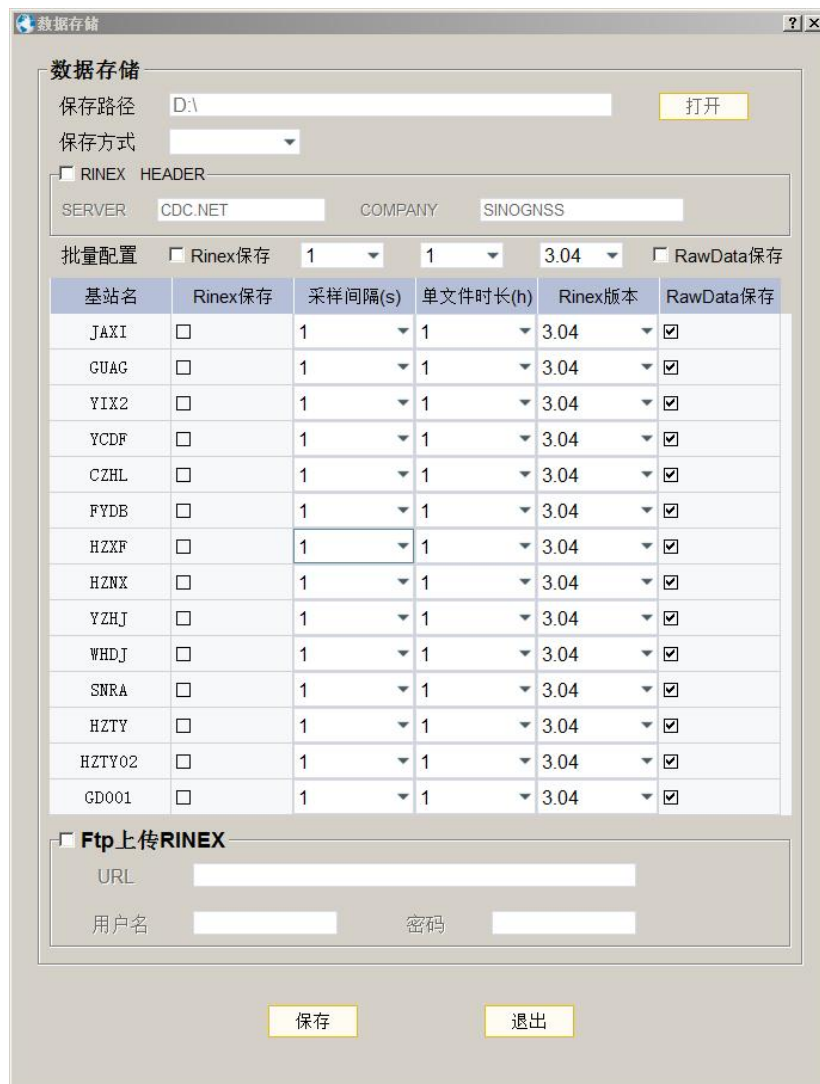 数据存储
数据存储
保存路径 D:\ 打开
保存方式
RINEX HEADER
SERVER CDC.NET COMPANY SINOGNSS
批量配置 Rinex保存 1 1 3.04 RawData保存
基站名 Rinex保存 采样间隔(s) 单文件时长(h) Rinex版本 RawData保存
JAXI 1 1 3.04
GUAG 1 1 3.04
YIX2 1 1 3.04
YCDF 1 1 3.04
CZHL 1 1 3.04
FYDB 1 1 3.04
HZXF 1 1 3.04
HZNX 1 1 3.04
YZHJ 1 1 3.04
WHDJ 1 1 3.04
SNRA 1 1 3.04
HZTY 1 1 3.04
HZTY02 1 1 3.04
GD001 1 1 3.04
Ftp上传RINEX
URL
用户名 密码
保存 退出